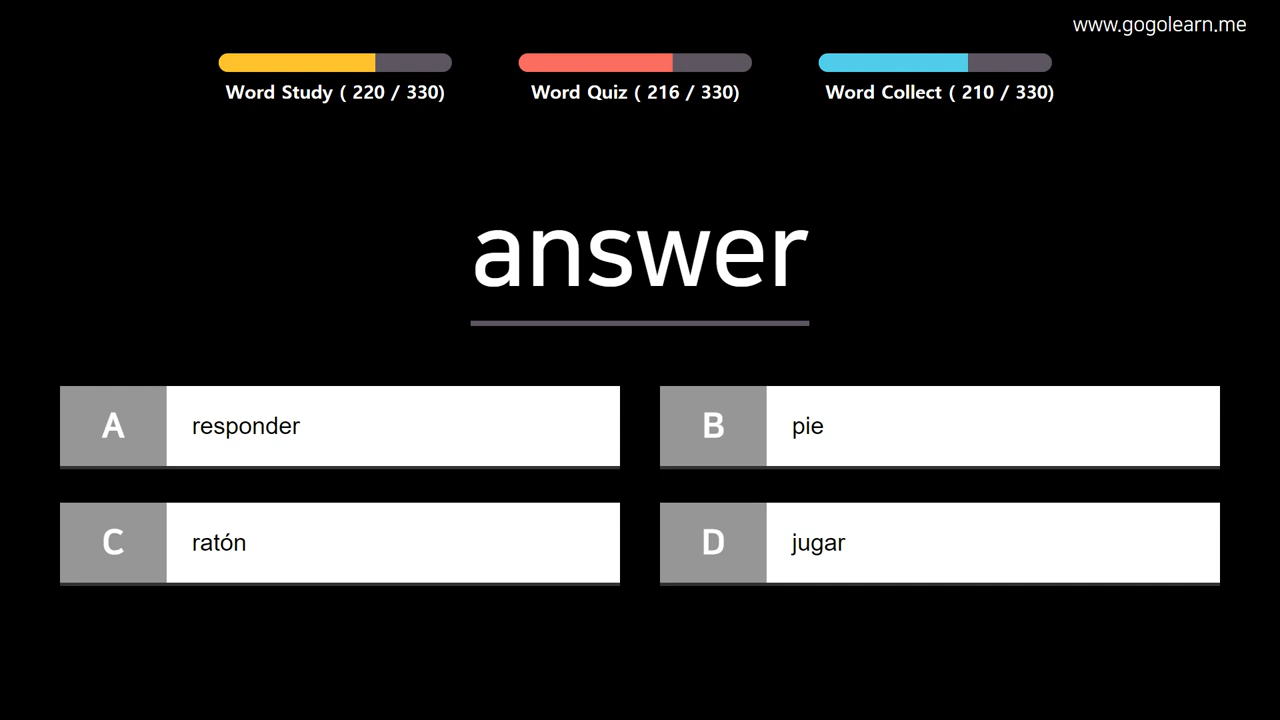 www.gogolearn.me
Word Study ( 220 / 330)
Word Quiz ( 216 / 330)
Word Collect ( 210 / 330)
answer
A responder
B pie
C ratón
D jugar